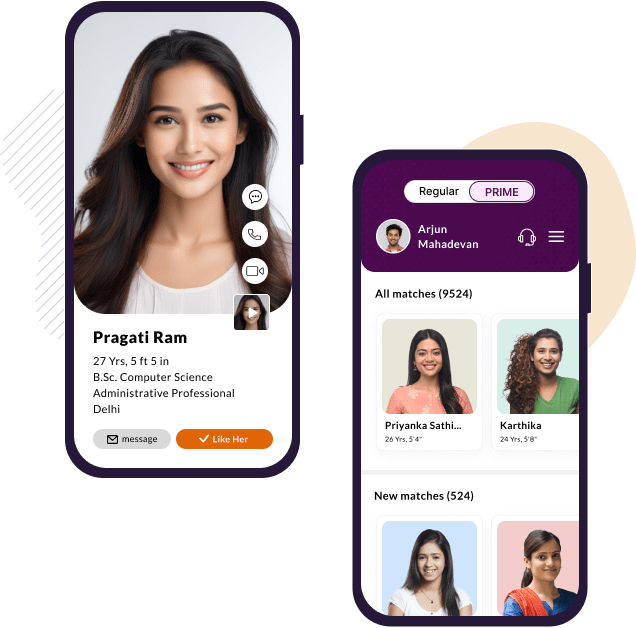 Pragati Ram
27 Yrs, 5 ft 5 in
B.Sc. Computer Science
Administrative Professional
Delhi
message
Like Her
Regular
PRIME
Arjun
Mahadevan
All matches (9524)
Priyanka Sathi...
26 Yrs, 5'4"
Karthika
24 Yrs, 5'8"
New matches (524)